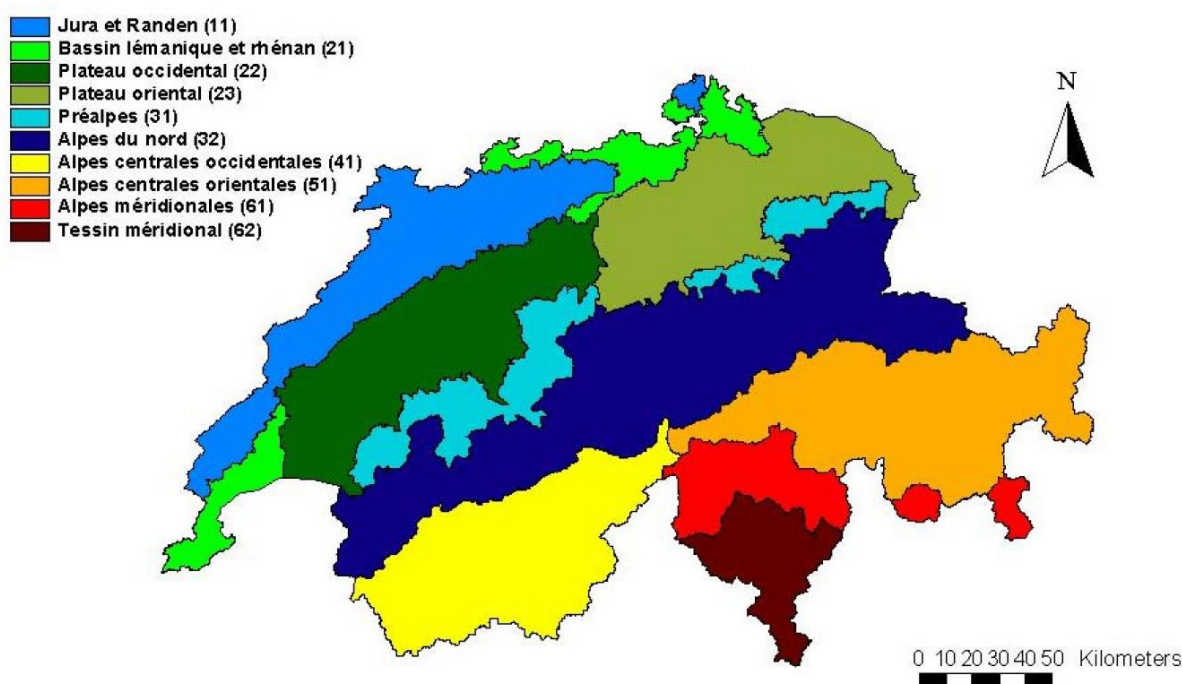 Jura et Randen (11)
Bassin lémanique et rhénan (21)
Plateau occidental (22)
Plateau oriental (23)
Préalpes (31)
Alpes du nord (32)
Alpes centrales occidentales (41)
Alpes centrales orientales (51)
Alpes méridionales (61)
Tessin méridional (62)
N
0 10 20 30 40 50 Kilometers